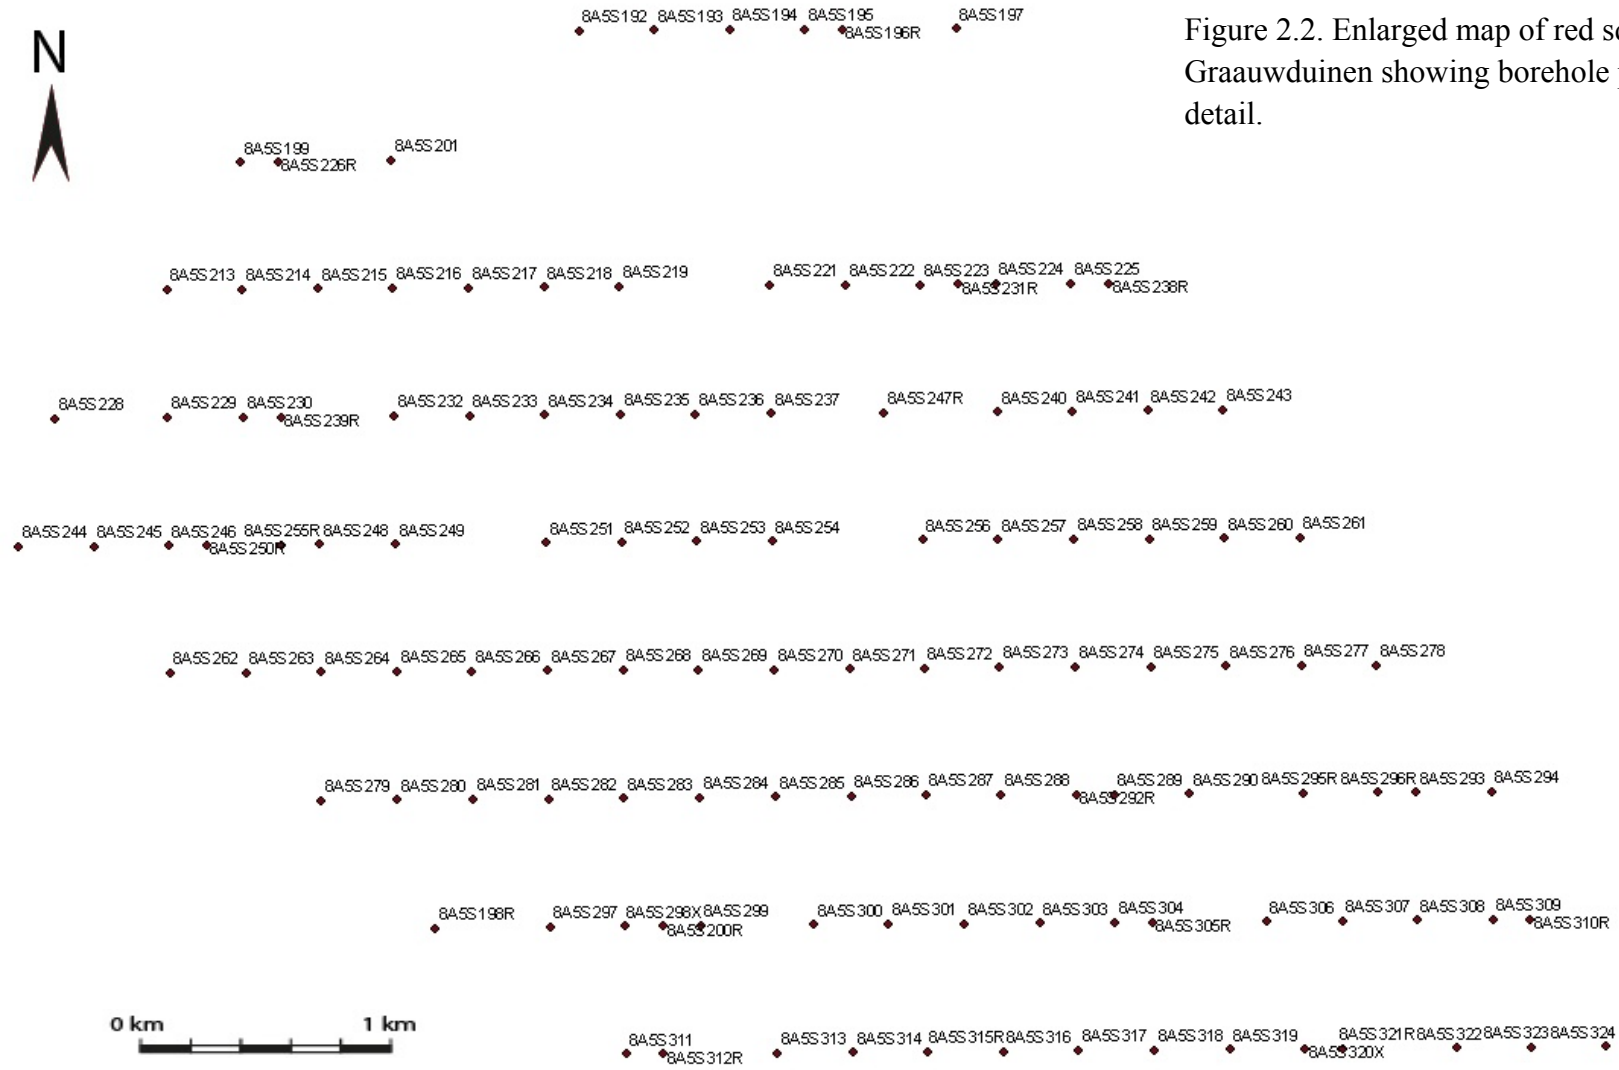 8A5S192 8A5S193 8A5S194 8A5S195 8A5S197
8A5S196R
Figure 2.2. Enlarged map of red
Graauwduinen showing borehole
detail.
N
8A5S199 8A5S201
8A5S226R
8A5S213 8A5S214 8A5S215 8A5S216 8A5S217 8A5S218 8A5S219 8A5S221 8A5S222 8A5S223 8A5S224 8A5S225
8A5S231R 8A5S238R
8A5S228 8A5S229 8A5S230 8A5S232 8A5S233 8A5S234 8A5S235 8A5S236 8A5S237 8A5S247R 8A5S240 8A5S241 8A5S242 8A5S243
8A5S239R
8A5S244 8A5S245 8A5S246 8A5S255R 8A5S248 8A5S249 8A5S251 8A5S252 8A5S253 8A5S254 8A5S256 8A5S257 8A5S258 8A5S259 8A5S260 8A5S261
8A5S250R
8A5S262 8A5S263 8A5S264 8A5S265 8A5S266 8A5S267 8A5S268 8A5S269 8A5S270 8A5S271 8A5S272 8A5S273 8A5S274 8A5S275 8A5S276 8A5S277 8A5S278
8A5S279 8A5S280 8A5S281 8A5S282 8A5S283 8A5S284 8A5S285 8A5S286 8A5S287 8A5S288 8A5S289 8A5S290 8A5S295R 8A5S296R 8A5S293 8A5S294
8A5S292R
8A5S198R 8A5S297 8A5S298X 8A5S299 8A5S300 8A5S301 8A5S302 8A5S303 8A5S304 8A5S306 8A5S307 8A5S308 8A5S309
8A5S200R 8A5S305R 8A5S310R
0 km 1 km
8A5S311 8A5S313 8A5S314 8A5S315R 8A5S316 8A5S317 8A5S318 8A5S319 8A5S321R 8A5S322 8A5S323 8A5S324
8A5S312R 8A5S320X